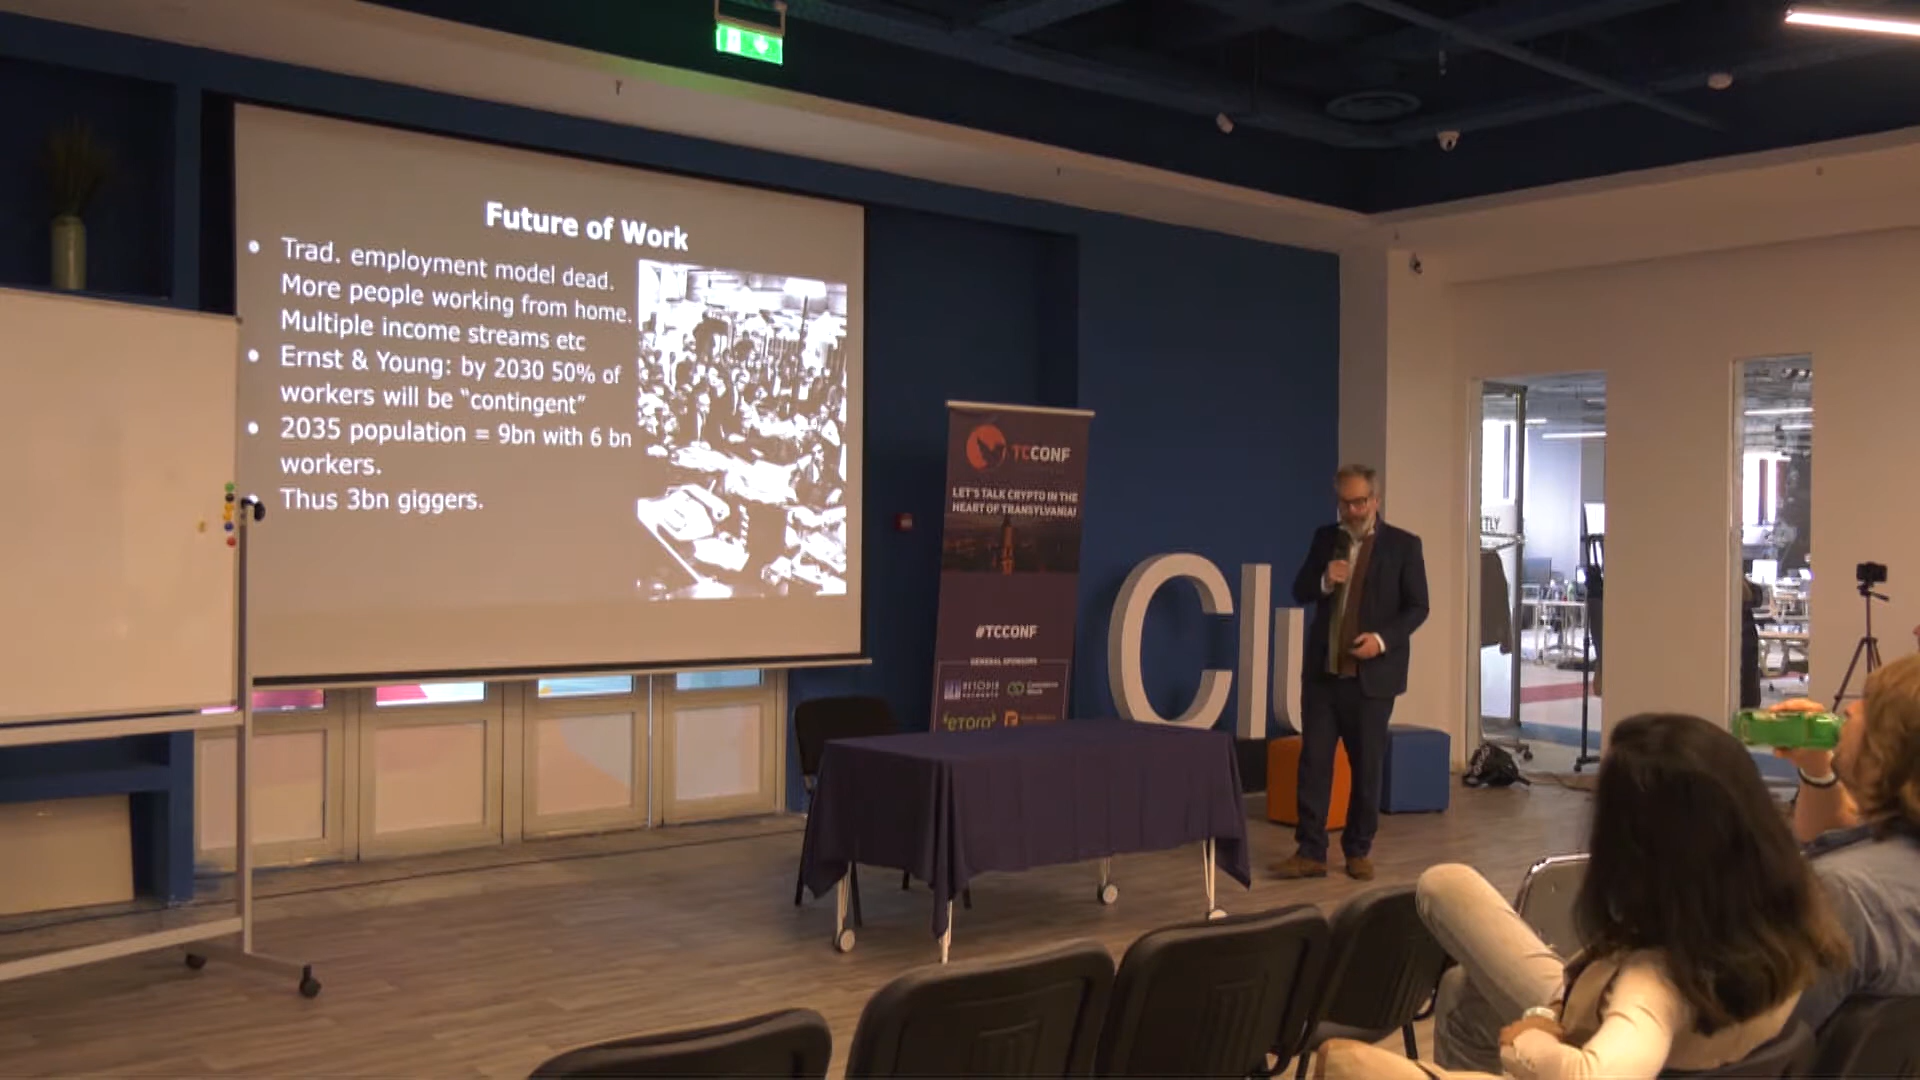 Future of Work
• Trad. employment model dead.
More people working from home.
Multiple income streams etc
• Ernst & Young: by 2030 50% of
workers will be “contingent”
• 2035 population = 9bn with 6 bn
workers.
• Thus 3bn giggers.
TCCONF
LET'S TALK CRYPTO IN THE
HEART OF TRANSYLVANIA!
#TCCONF
GENERAL SPONSORS
eToro
Clu